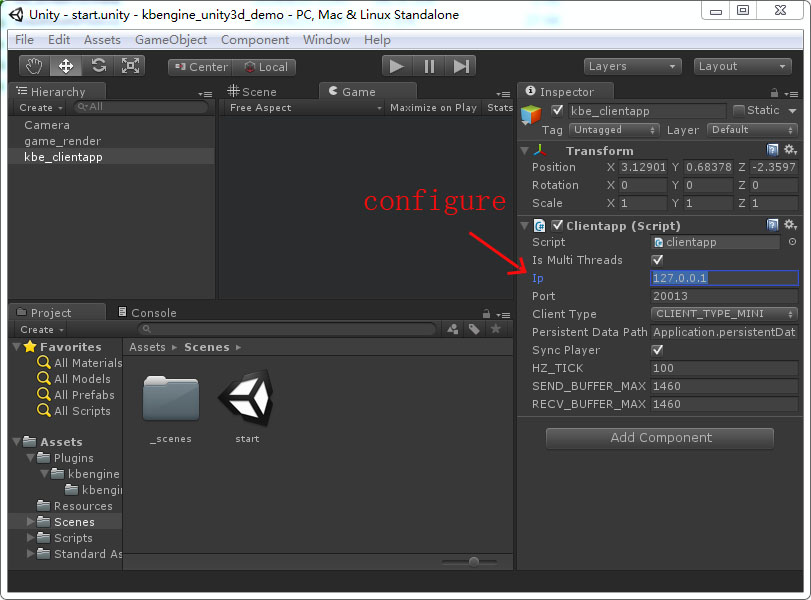 Unity - start.unity - kbengine_unity3d_demo - PC, Mac & Linux Standalone
File Edit Assets GameObject Component Window Help
Center Local Layers Layout
Hierarchy
Create All
Camera
game_render
kbe_clientapp
Scene Game
Free Aspect Maximize on Play Stats
configure
Inspector
kbe_clientapp Static
Tag Untagged Layer Default
Transform
Position X 3.12901 Y 0.68378 Z -2.3597
Rotation X 0 Y 0 Z 0
Scale X 1 Y 1 Z 1
Clientapp (Script)
Script clientapp
Is Multi Threads
Ip 127.0.0.1
Port 20013
Client Type CLIENT_TYPE_MINI
Persistent Data Path Application.persistentDat
Sync Player
HZ_TICK 100
SEND_BUFFER_MAX 1460
RECV_BUFFER_MAX 1460
Add Component
Project Console
Create
Favorites
All Materials
All Models
All Prefabs
All Scripts
Assets
Plugins
kbengine
kbengin
Resources
Scenes
Scripts
Standard As
Assets Scenes
_scenes start